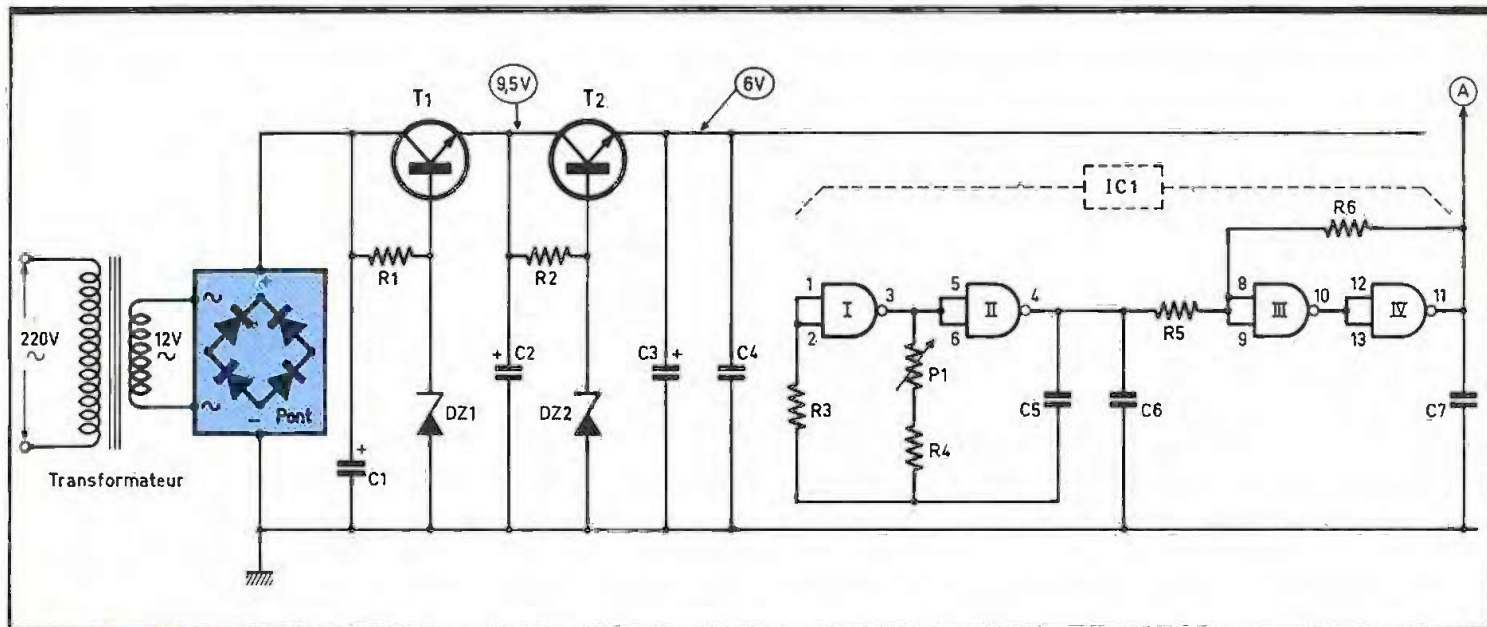 T1
9,5V
T2
6V
A
IC1
R6
R1
R2
220V
~
12V
~
~
~
+
-
Pont
Transformateur
+
C1
DZ1
+
C2
DZ2
C3
+
C4
1
2
I
3
R3
P1
R4
5
6
II
4
C5
C6
R5
8
9
III
10
12
13
IV
11
C7